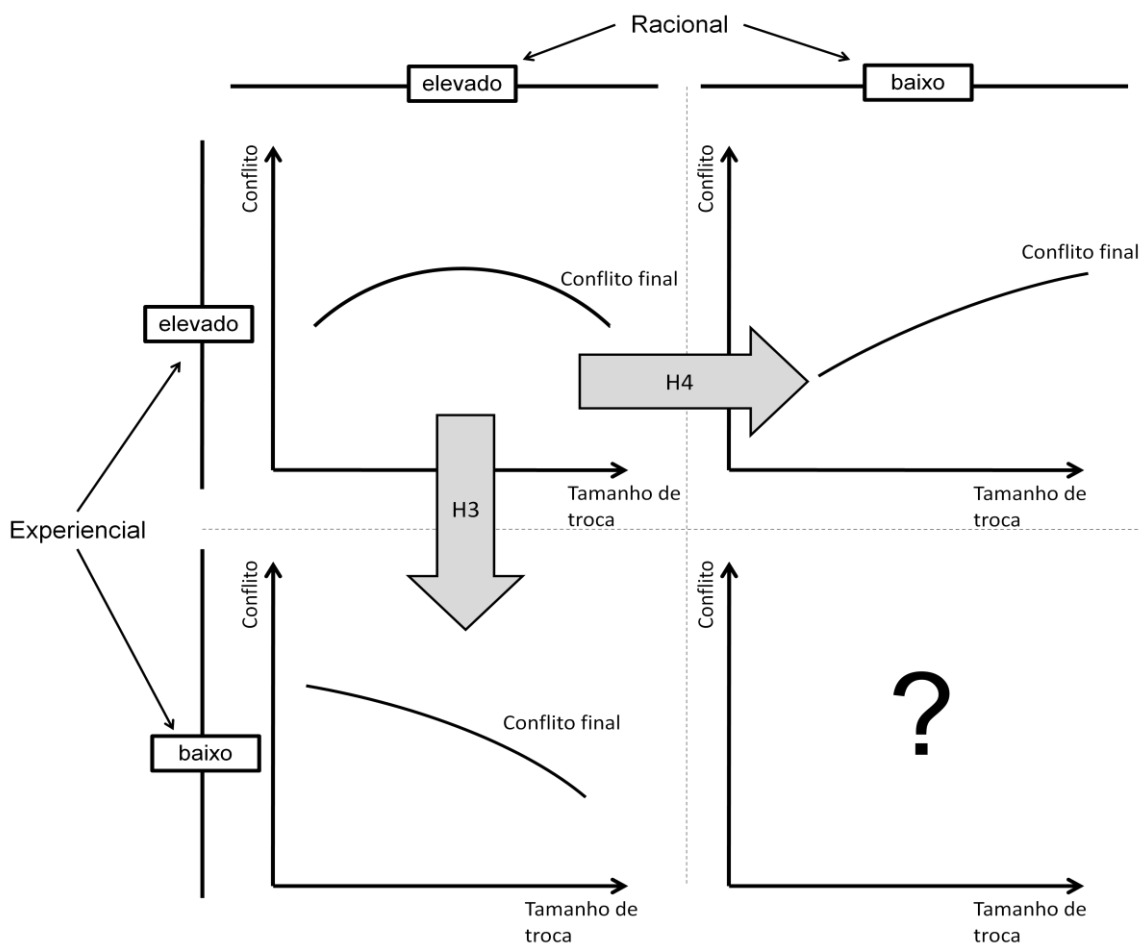 Racional
elevado
baixo
Conflito
Conflito final
elevado
H4
Tamanho de
troca
Conflito
Conflito final
Tamanho de
troca
Experiencial
H3
Conflito
Conflito final
baixo
Tamanho de
troca
Conflito
?
Tamanho de
troca